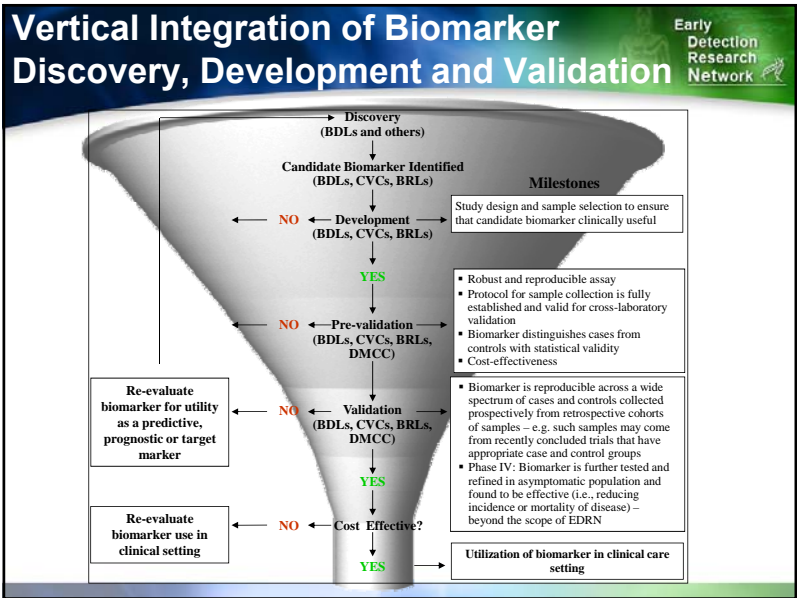 Vertical Integration of Biomarker
Discovery, Development and Validation
Early
Detection
Research
Network
Discovery
(BDLs and others)
Candidate Biomarker Identified
(BDLs, CVCs, BRLs)
Milestones
NO
Development
(BDLs, CVCs, BRLs)
Study design and sample selection to ensure
that candidate biomarker clinically useful
YES
NO
Pre-validation
(BDLs, CVCs, BRLs,
DMCC)
▪ Robust and reproducible assay
▪ Protocol for sample collection is fully
established and valid for cross-laboratory
validation
▪ Biomarker distinguishes cases from
controls with statistical validity
▪ Cost-effectiveness
Re-evaluate
biomarker for utility
as a predictive,
prognostic or target
marker
NO
Validation
(BDLs, CVCs, BRLs,
DMCC)
▪ Biomarker is reproducible across a wide
spectrum of cases and controls collected
prospectively from retrospective cohorts
of samples – e.g. such samples may come
from recently concluded trials that have
appropriate case and control groups
▪ Phase IV: Biomarker is further tested and
refined in asymptomatic population and
found to be effective (i.e., reducing
incidence or mortality of disease) –
beyond the scope of EDRN
YES
Re-evaluate
biomarker use in
clinical setting
NO
Cost Effective?
YES
Utilization of biomarker in clinical care
setting